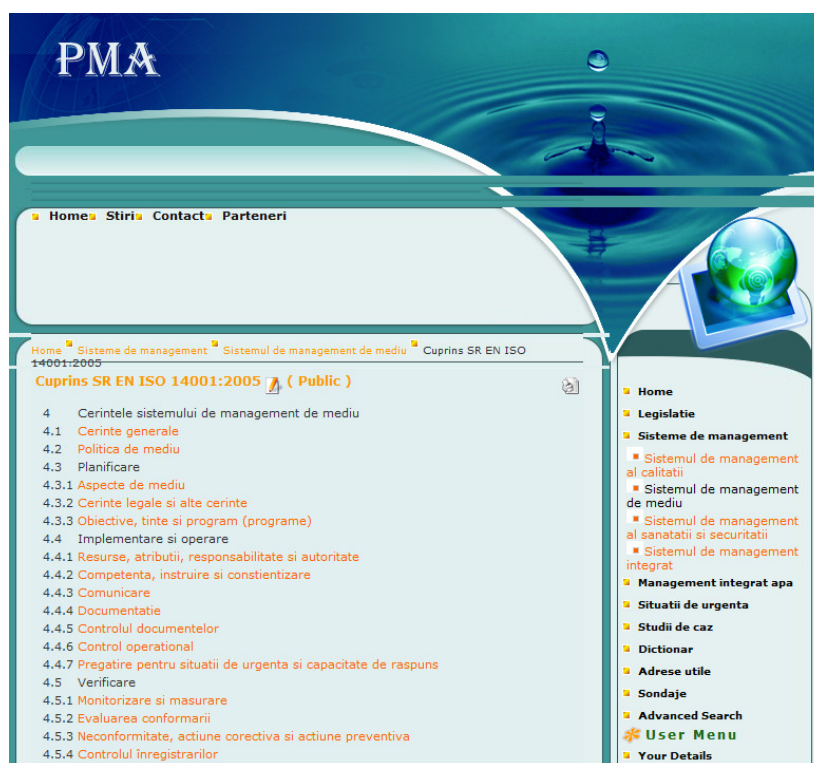 PMA
Home Stiri Contact Parteneri
Home Sisteme de management Sistemul de management de mediu Cuprins SR EN ISO
14001:2005
Cuprins SR EN ISO 14001:2005 ( Public )
4 Cerintele sistemului de management de mediu
4.1 Cerinte generale
4.2 Politica de mediu
4.3 Planificare
4.3.1 Aspecte de mediu
4.3.2 Cerinte legale si alte cerinte
4.3.3 Obiective, tinte si program (programe)
4.4 Implementare si operare
4.4.1 Resurse, atributii, responsabilitate si autoritate
4.4.2 Competenta, instruire si constientizare
4.4.3 Comunicare
4.4.4 Documentatie
4.4.5 Controlul documentelor
4.4.6 Control operational
4.4.7 Pregatire pentru situatii de urgenta si capacitate de raspuns
4.5 Verificare
4.5.1 Monitorizare si masurare
4.5.2 Evaluarea conformarii
4.5.3 Neconformitate, actiune corectiva si actiune preventiva
4.5.4 Controlul înregistrarilor
Home
Legislatie
Sisteme de management
Sistemul de management
al calitatii
Sistemul de management
de mediu
Sistemul de management
al sanatatii si securitatii
Sistemul de management
integrat
Management integrat apa
Situatii de urgenta
Studii de caz
Dictionar
Adrese utile
Sondaje
Advanced Search
User Menu
Your Details